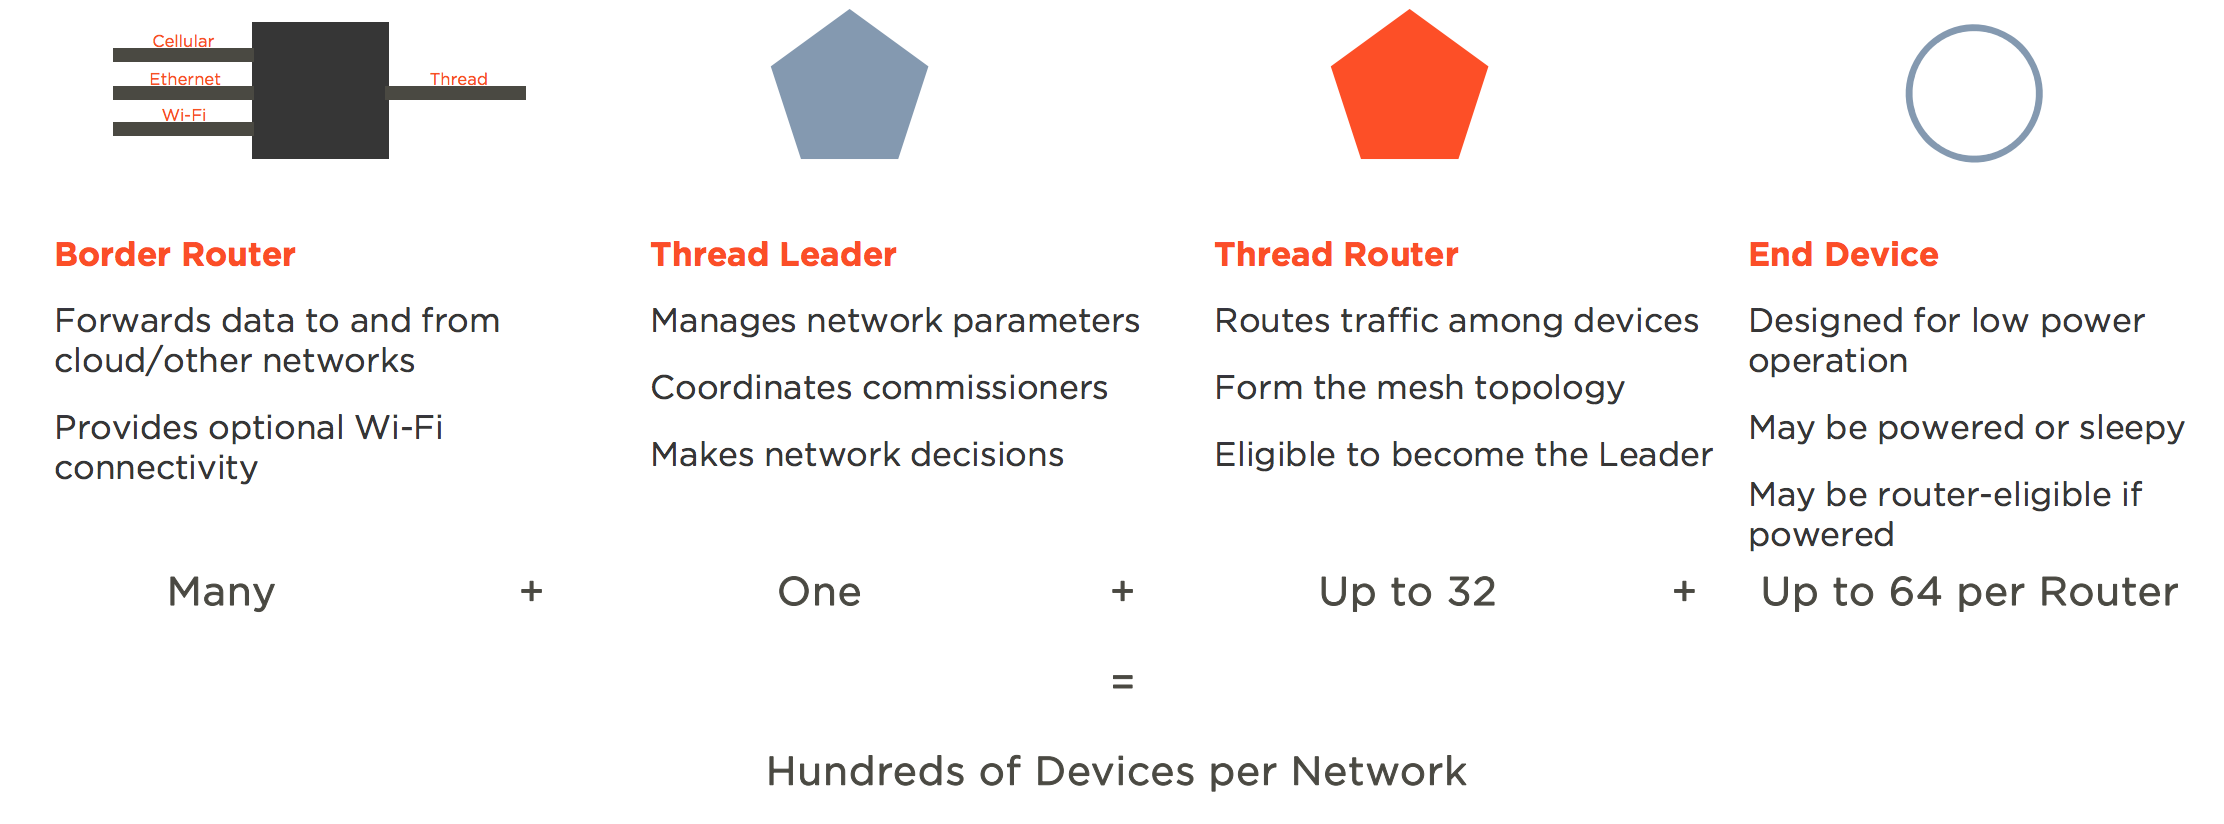 Cellular
Ethernet
Wi-Fi
Thread
Border Router
Forwards data to and from
cloud/other networks
Provides optional Wi-Fi
connectivity
Thread Leader
Manages network parameters
Coordinates commissioners
Makes network decisions
Thread Router
Routes traffic among devices
Form the mesh topology
Eligible to become the Leader
End Device
Designed for low power
operation
May be powered or sleepy
May be router-eligible if
powered
Many + One + Up to 32 + Up to 64 per Router
=
Hundreds of Devices per Network